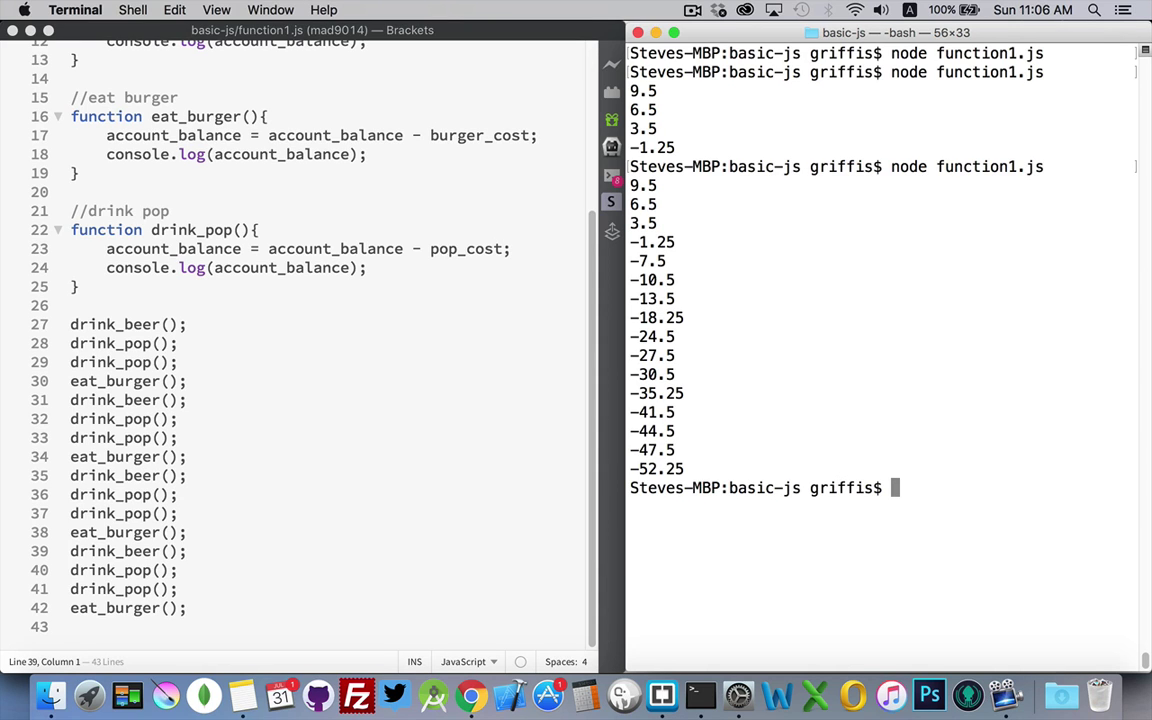 Terminal Shell Edit View Window Help 100% Sun 11:06 AM
basic-js/function1.js (mad9014) — Brackets
12 console.log(account_balance);
13 }
14
15 //eat burger
16 function eat_burger(){
17 account_balance = account_balance - burger_cost;
18 console.log(account_balance);
19 }
20
21 //drink pop
22 function drink_pop(){
23 account_balance = account_balance - pop_cost;
24 console.log(account_balance);
25 }
26
27 drink_beer();
28 drink_pop();
29 drink_pop();
30 eat_burger();
31 drink_beer();
32 drink_pop();
33 drink_pop();
34 eat_burger();
35 drink_beer();
36 drink_pop();
37 drink_pop();
38 eat_burger();
39 drink_beer();
40 drink_pop();
41 drink_pop();
42 eat_burger();
43
Line 39, Column 1 — 43 Lines INS JavaScript Spaces: 4
basic-js — -bash — 56×33
Steves-MBP:basic-js griffis$ node function1.js
Steves-MBP:basic-js griffis$ node function1.js
9.5
6.5
3.5
-1.25
Steves-MBP:basic-js griffis$ node function1.js
9.5
6.5
3.5
-1.25
-7.5
-10.5
-13.5
-18.25
-24.5
-27.5
-30.5
-35.25
-41.5
-44.5
-47.5
-52.25
Steves-MBP:basic-js griffis$